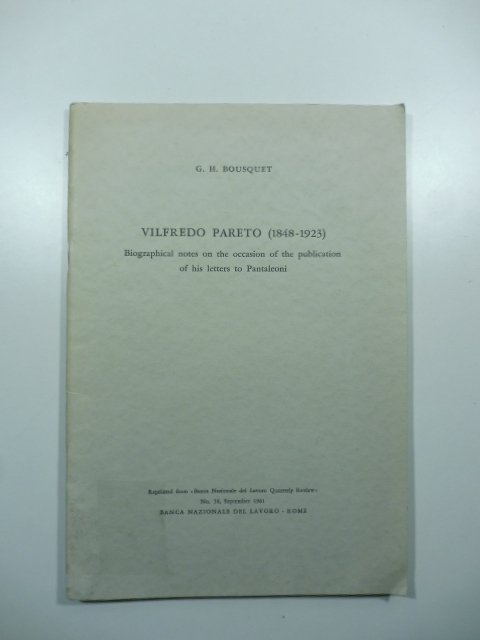 G. H. BOUSQUET
VILFREDO PARETO (1848-1923)
Biographical notes on the occasion of the publication
of his letters to Pantaleoni
Reprinted from «Banca Nazionale del Lavoro Quarterly Review»
No. 58, September 1961
BANCA NAZIONALE DEL LAVORO - ROME